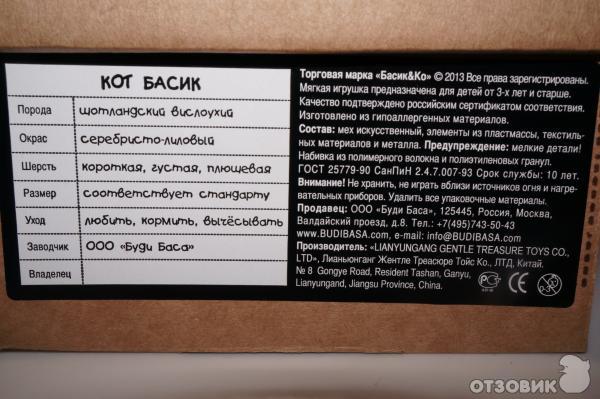 КОТ БАСИК
Порода шотландский вислоухий
Окрас серебристо-лиловый
Шерсть короткая, густая, плюшевая
Размер соответствует стандарту
Уход любить, кормить, вычёсывать
Заводчик ООО «Буди Баса»
Владелец
Торговая марка «Басик&Ко» © 2013 Все права зарегистрированы.
Мягкая игрушка предназначена для детей от 3-х лет и старше.
Качество подтверждено российским сертификатом соответствия.
Изготовлено из гипоаллергенных материалов.
Состав: мех искусственный, элементы из пластмассы, текстиль-
ных материалов и металла. Предупреждение: мелкие детали!
Набивка из полимерного волокна и полиэтиленовых гранул.
ГОСТ 25779-90 СанПиН 2.4.7.007-93 Срок службы: 10 лет.
Внимание! Не хранить, не играть вблизи источников огня и нагре-
вательных приборов. Удалить все упаковочные материалы.
Продавец: ООО «Буди Баса», 125445, Россия, Москва,
Валдайский проезд, д.8. Тел.: +7(495)743-50-43
www.BUDIBASA.com, e-mail: info@BUDIBASA.com
Производитель: «LIANYUNGANG GENTLE TREASURE TOYS CO.,
LTD», Лианьюнганг Жентле Треасюре Тойс Ко., ЛТД, Китай.
№ 8 Gongye Road, Resident Tashan, Ganyu,
Lianyungand, Jiangsu Province, China.
CE
0-3
ОТЗОВИК